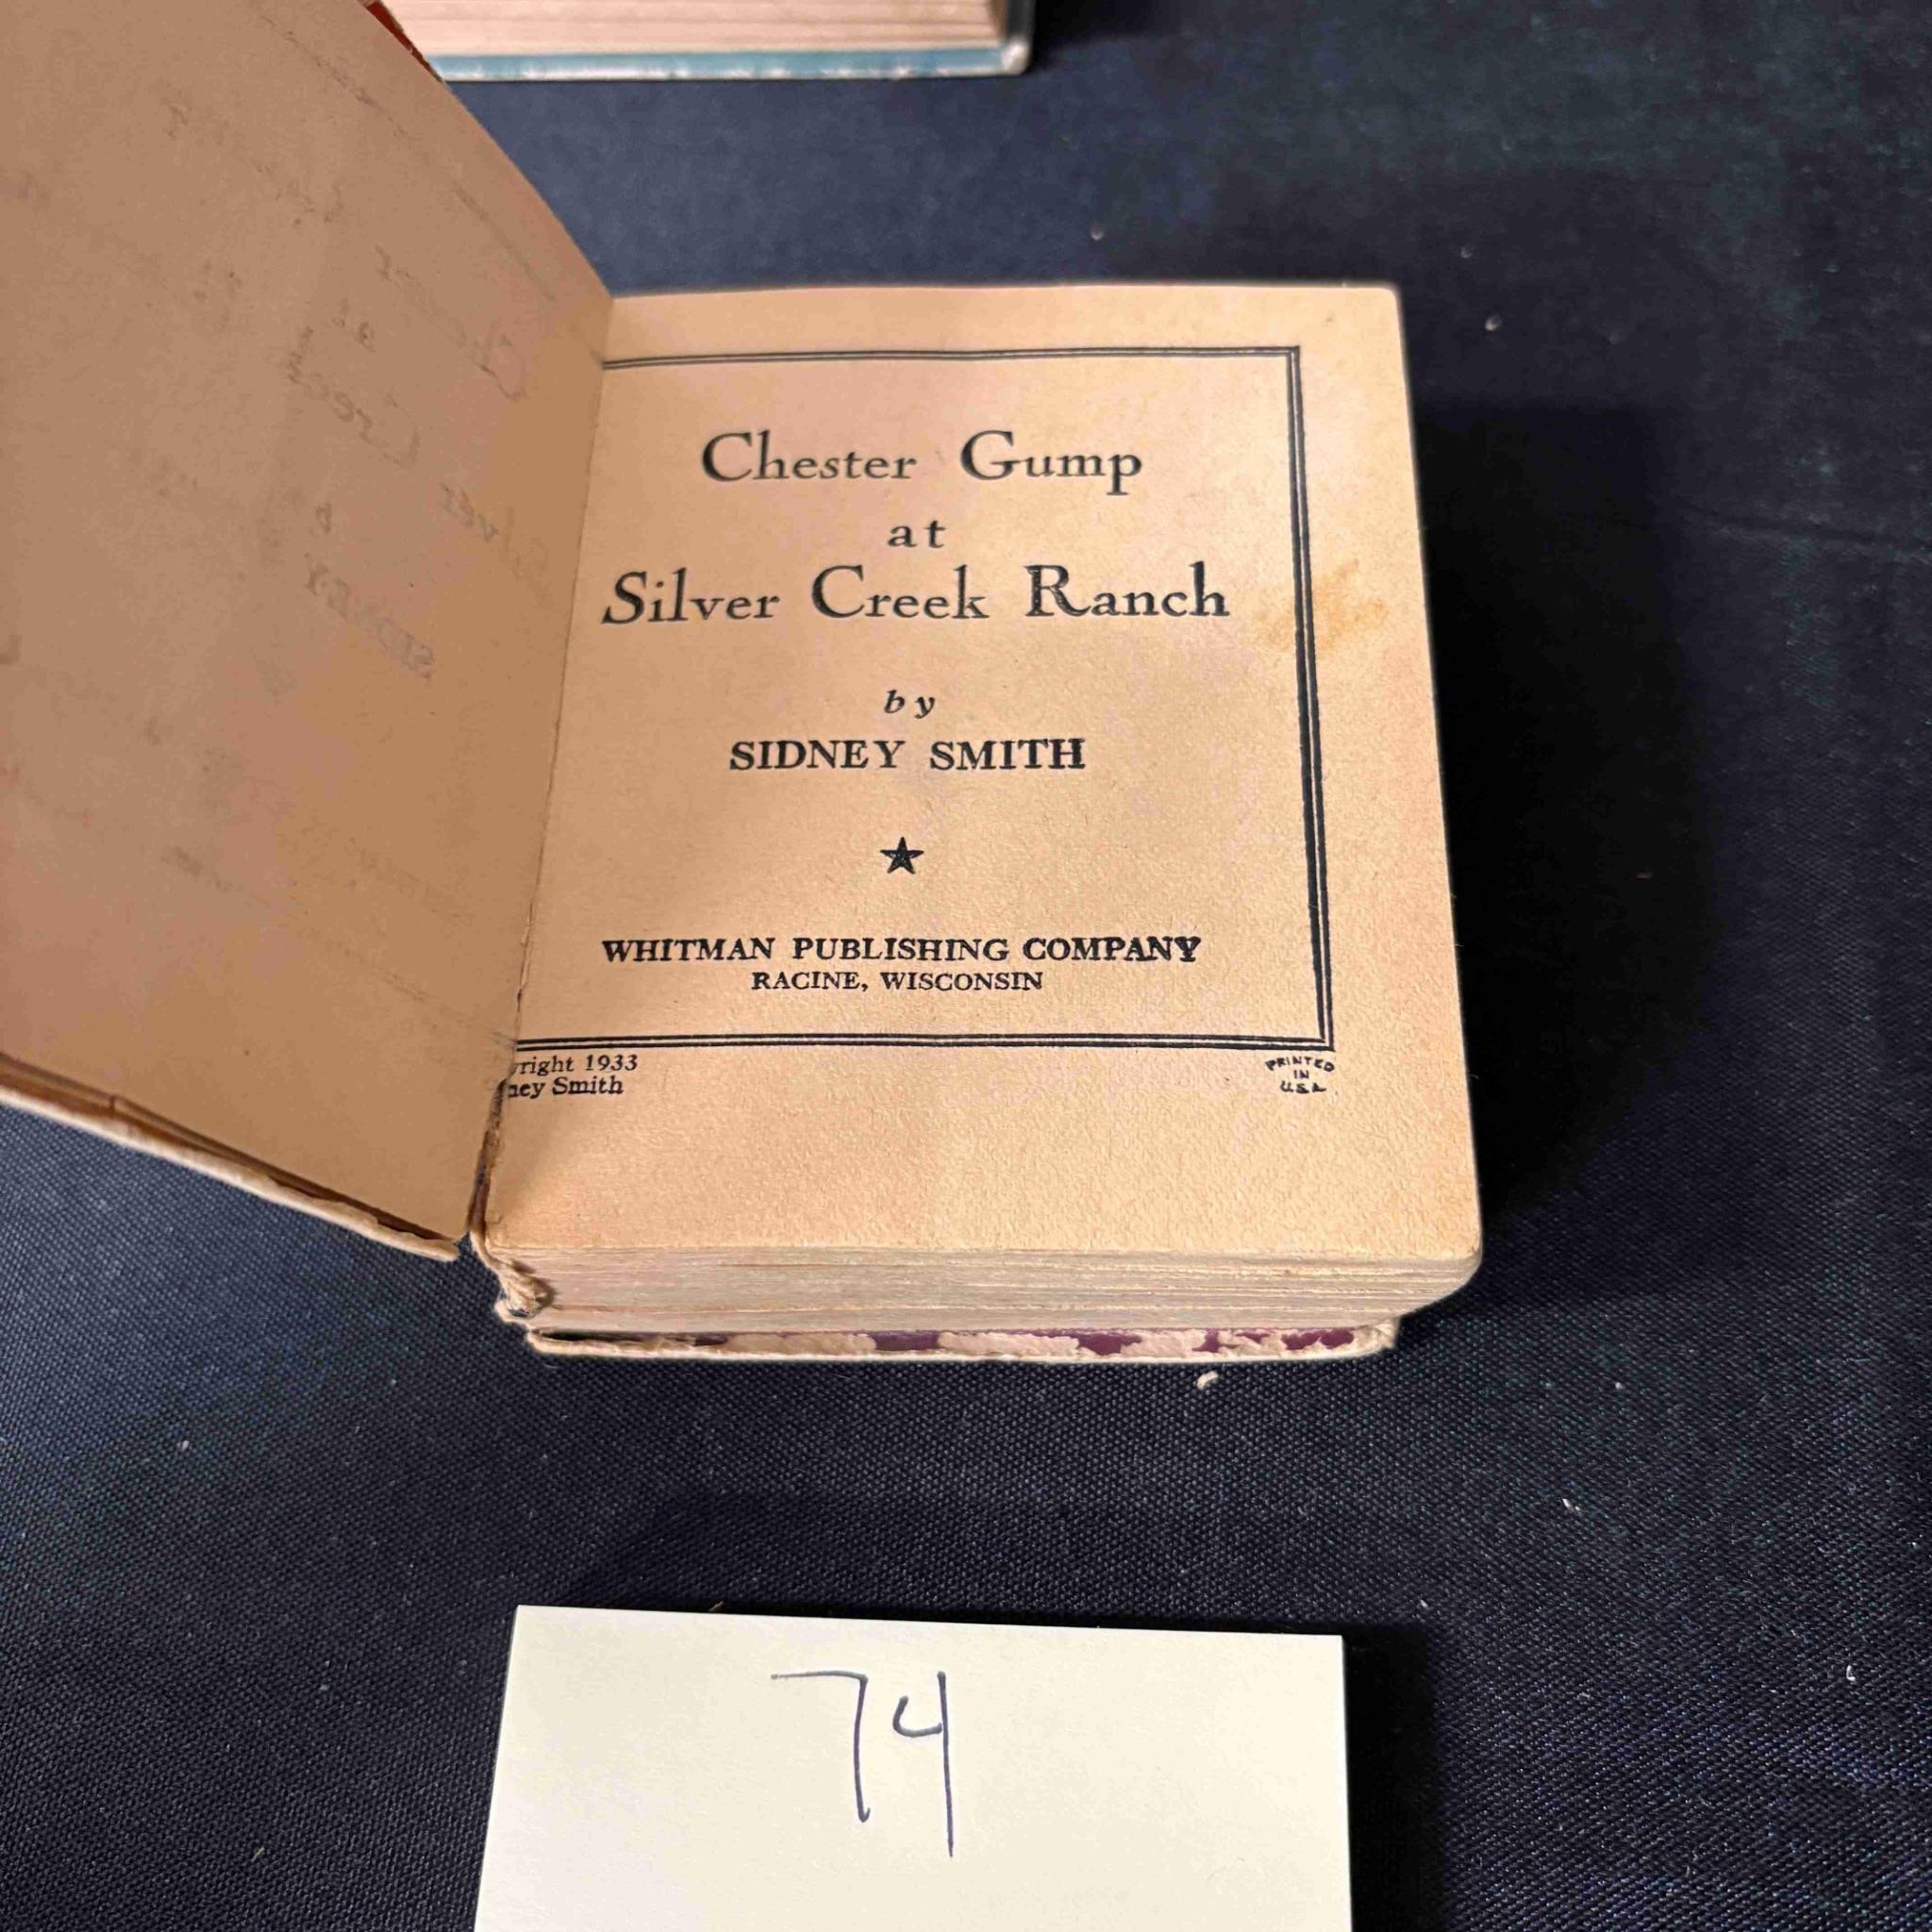 Chester Gump
at
Silver Creek Ranch
by
SIDNEY SMITH
WHITMAN PUBLISHING COMPANY
RACINE, WISCONSIN
right 1933
ney Smith
PRINTED
IN
U.S.A.
74